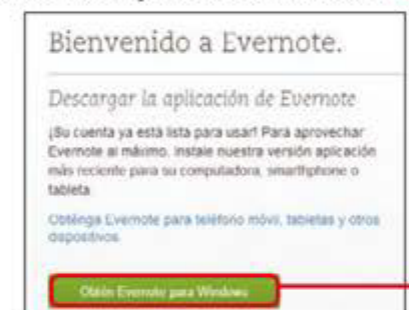 Bienvenido a Evernote.
Descargar la aplicación de Evernote
¡Su cuenta ya está lista para usar! Para aprovechar
Evernote al máximo, instale nuestra versión aplicación
más reciente para su computadora, smartphone o
tableta
Obténga Evernote para teléfono móvil, tabletas y otros
dispositivos.
Obtén Evernote para Windows